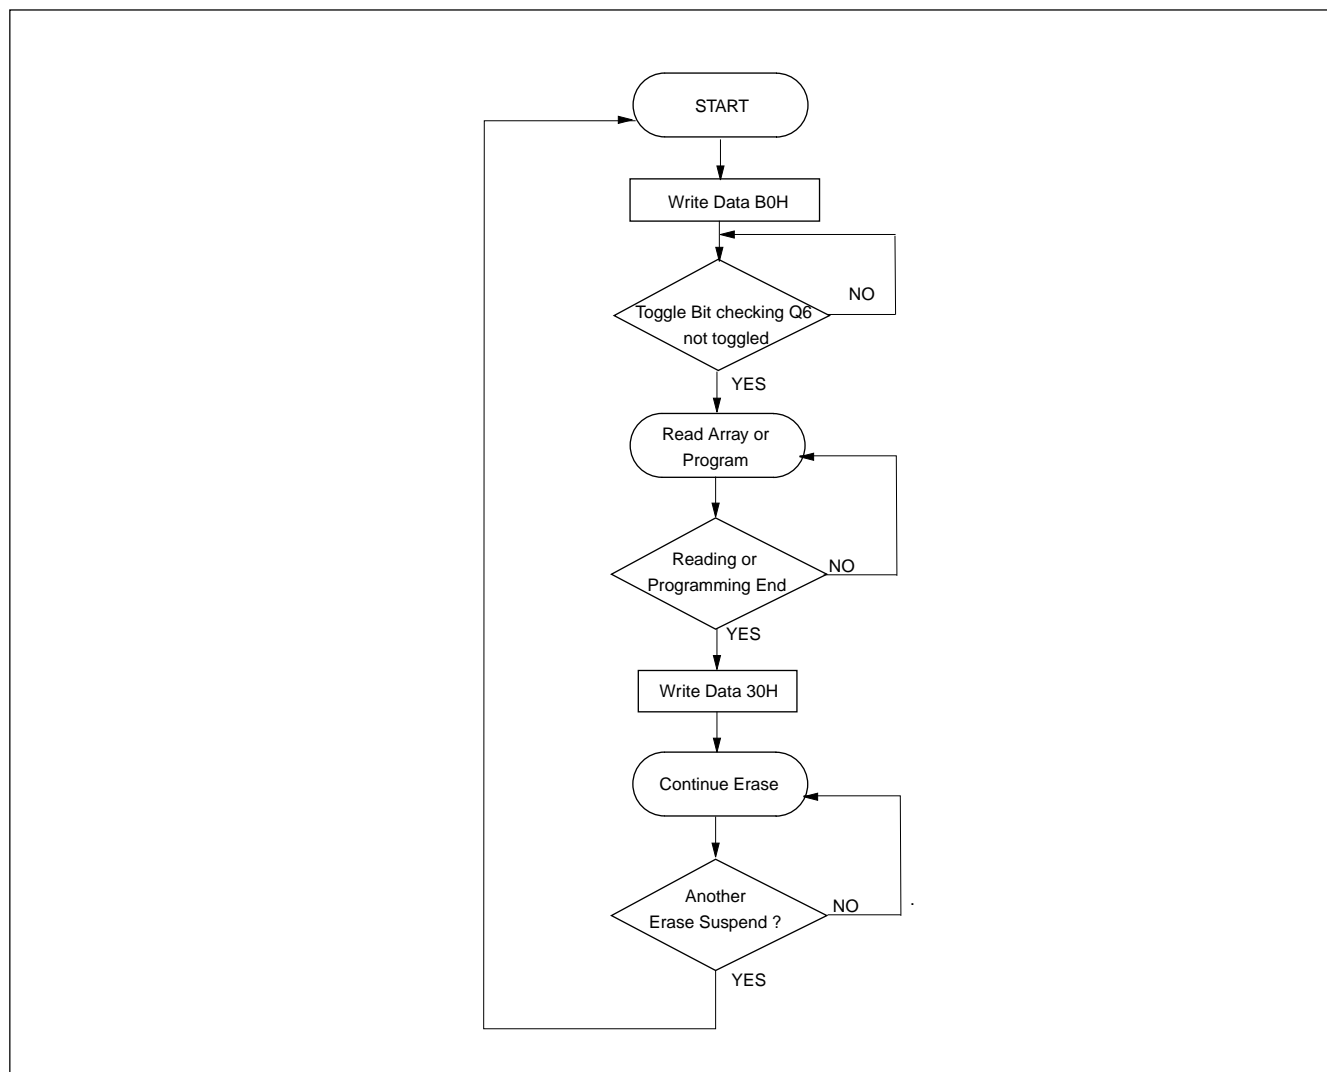 START
Write Data B0H
NO
Toggle Bit checking Q6
not toggled
YES
Read Array or
Program
Reading or
NO
Programming End
YES
Write Data 30H
Continue Erase
Another
NO
Erase Suspend ?
YES
.